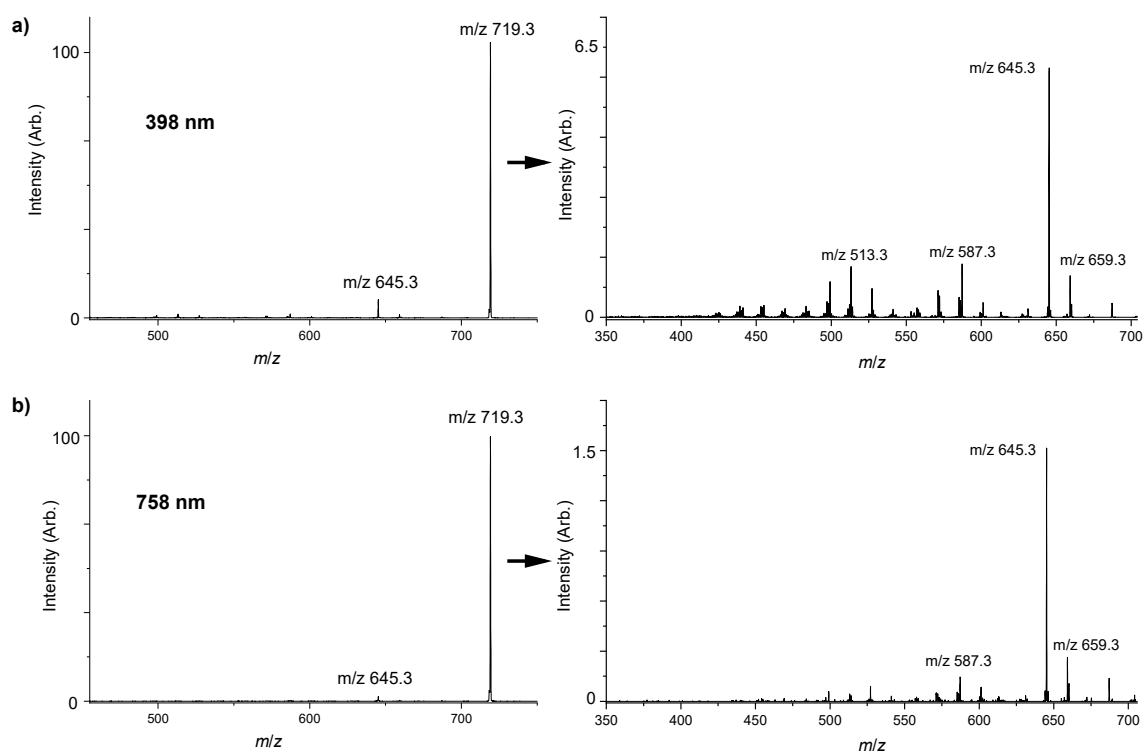 a)
m/z 719.3
100
398 nm
m/z 645.3
0
500
600
700
m/z
Intensity (Arb.)
6.5
m/z 645.3
m/z 513.3
m/z 587.3
m/z 659.3
0
350
400
450
500
550
600
650
700
m/z
Intensity (Arb.)
b)
m/z 719.3
100
758 nm
m/z 645.3
0
500
600
700
m/z
Intensity (Arb.)
1.5
m/z 645.3
m/z 587.3
m/z 659.3
0
350
400
450
500
550
600
650
700
m/z
Intensity (Arb.)